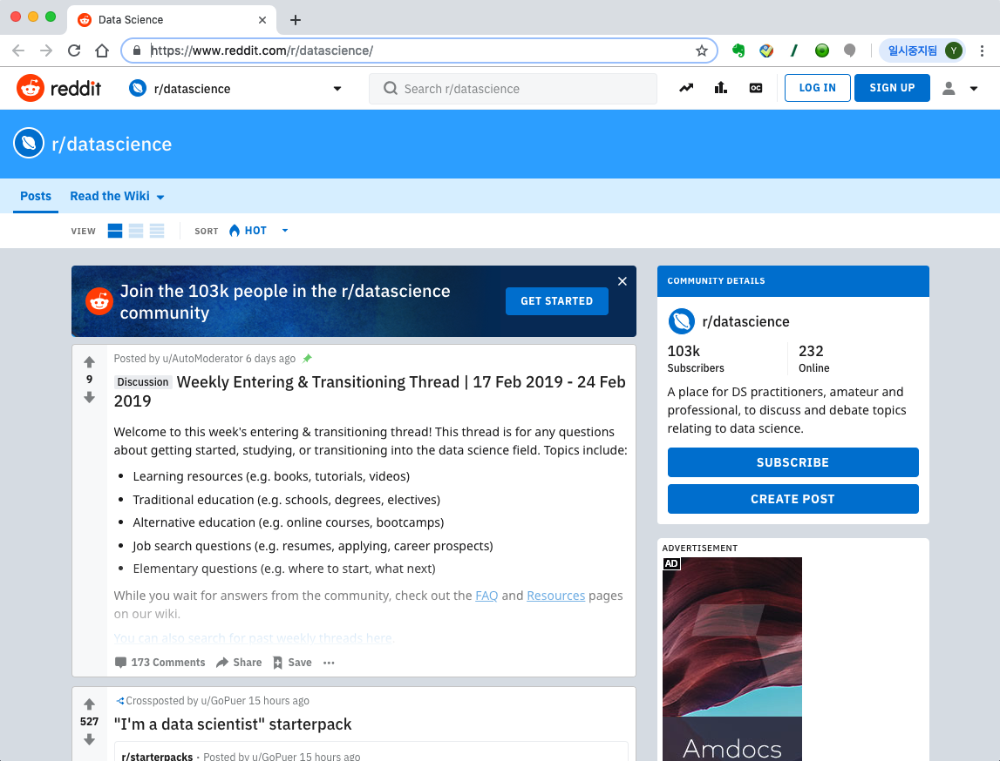 Data Science
https://www.reddit.com/r/datascience/
일시중지됨 Y
reddit r/datascience Search r/datascience OC LOG IN SIGN UP
r/datascience
Posts Read the Wiki
VIEW SORT HOT
Join the 103k people in the r/datascience
community
GET STARTED
Posted by u/AutoModerator 6 days ago
9
Discussion Weekly Entering & Transitioning Thread | 17 Feb 2019 - 24 Feb
2019
Welcome to this week's entering & transitioning thread! This thread is for any questions
about getting started, studying, or transitioning into the data science field. Topics include:
• Learning resources (e.g. books, tutorials, videos)
• Traditional education (e.g. schools, degrees, electives)
• Alternative education (e.g. online courses, bootcamps)
• Job search questions (e.g. resumes, applying, career prospects)
• Elementary questions (e.g. where to start, what next)
While you wait for answers from the community, check out the FAQ and Resources pages
on our wiki.
You can also search for past weekly threads here.
173 Comments Share Save
Crossposted by u/GoPuer 15 hours ago
527
"I'm a data scientist" starterpack
r/starterpacks · Posted by u/GoPuer 15 hours ago
COMMUNITY DETAILS
r/datascience
103k 232
Subscribers Online
A place for DS practitioners, amateur and
professional, to discuss and debate topics
relating to data science.
SUBSCRIBE
CREATE POST
ADVERTISEMENT
AD
Amdocs